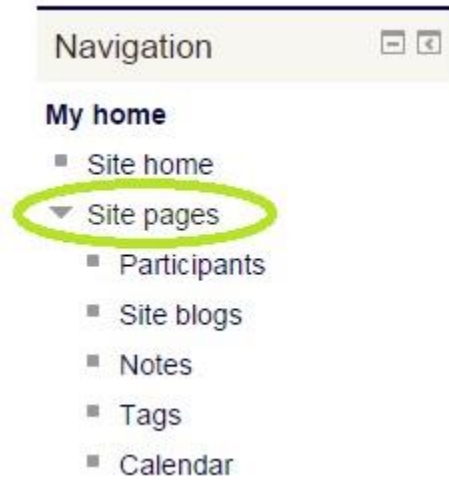 Navigation
My home
Site home
Site pages
Participants
Site blogs
Notes
Tags
Calendar